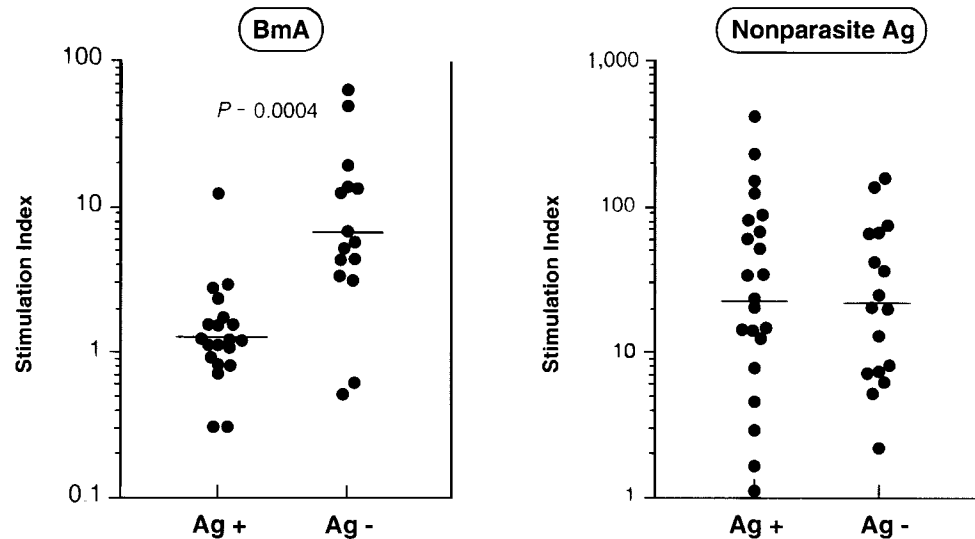 BmA
Stimulation Index
100
10
1
0.1
P - 0.0004
Ag +
Ag -
Nonparasite Ag
Stimulation Index
1,000
100
10
1
Ag +
Ag -